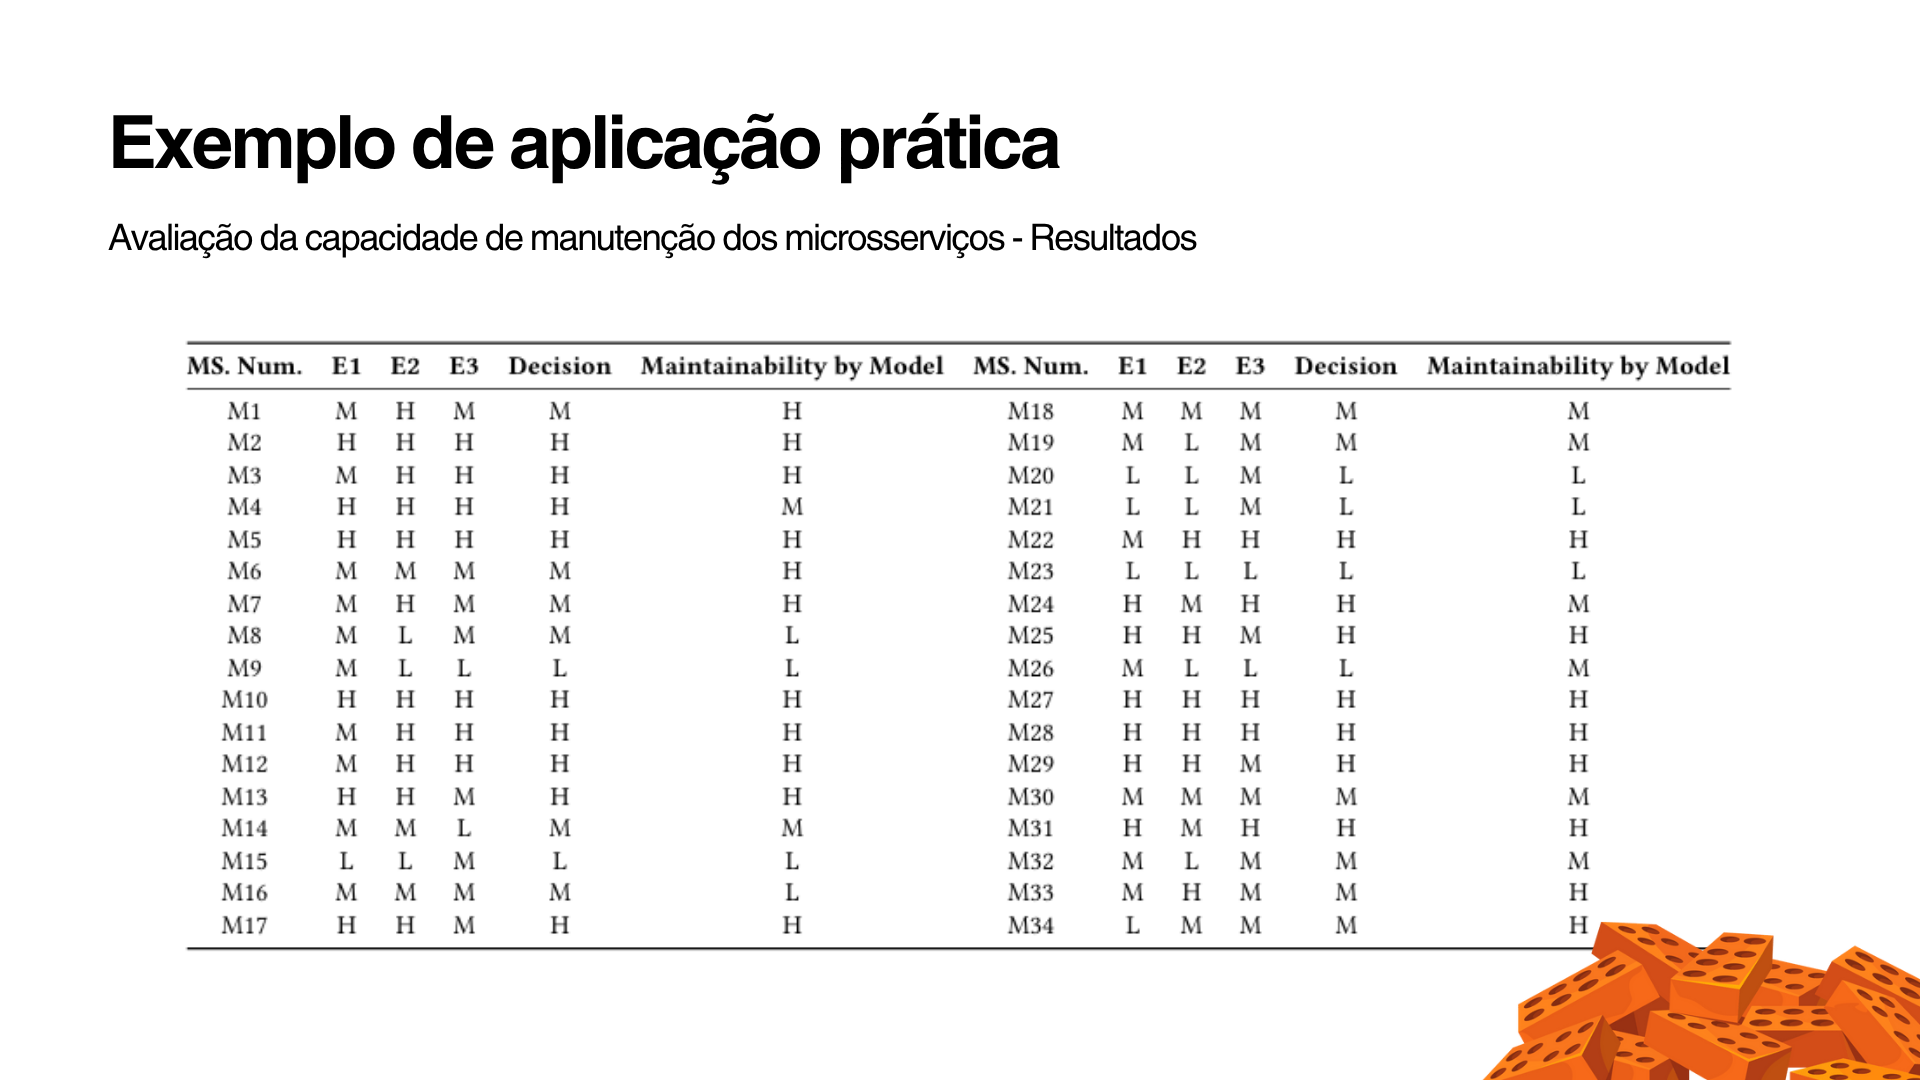 Exemplo de aplicação prática
Avaliação da capacidade de manutenção dos microsserviços - Resultados
MS. Num. E1 E2 E3 Decision Maintainability by Model MS. Num. E1 E2 E3 Decision Maintainability by Model
M1 M H M M H M18 M M M M M
M2 H H H H H M19 M L M M M
M3 M H H H H M20 L L M L L
M4 H H H H M M21 L L M L L
M5 H H H H H M22 M H H H H
M6 M M M M H M23 L L L L L
M7 M H M M H M24 H M H H M
M8 M L M M L M25 H H M H H
M9 M L L L L M26 M L L L M
M10 H H H H H M27 H H H H H
M11 M H H H H M28 H H H H H
M12 M H H H H M29 H H M H H
M13 H H M H H M30 M M M M M
M14 M M L M M M31 H M H H H
M15 L L M L L M32 M L M M M
M16 M M M M L M33 M H M M H
M17 H H M H H M34 L M M M H